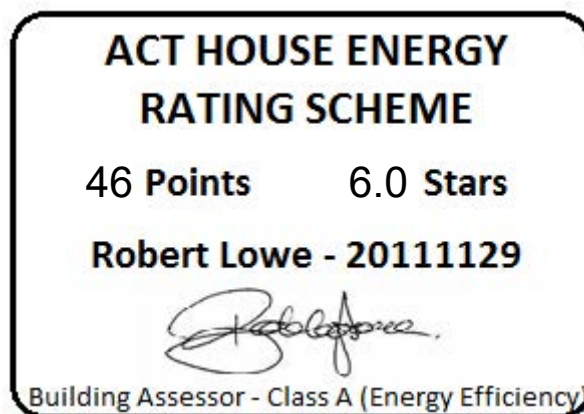 ACT HOUSE ENERGY
RATING SCHEME
46 Points 6.0 Stars
Robert Lowe - 20111129
Building Assessor - Class A (Energy Efficiency)